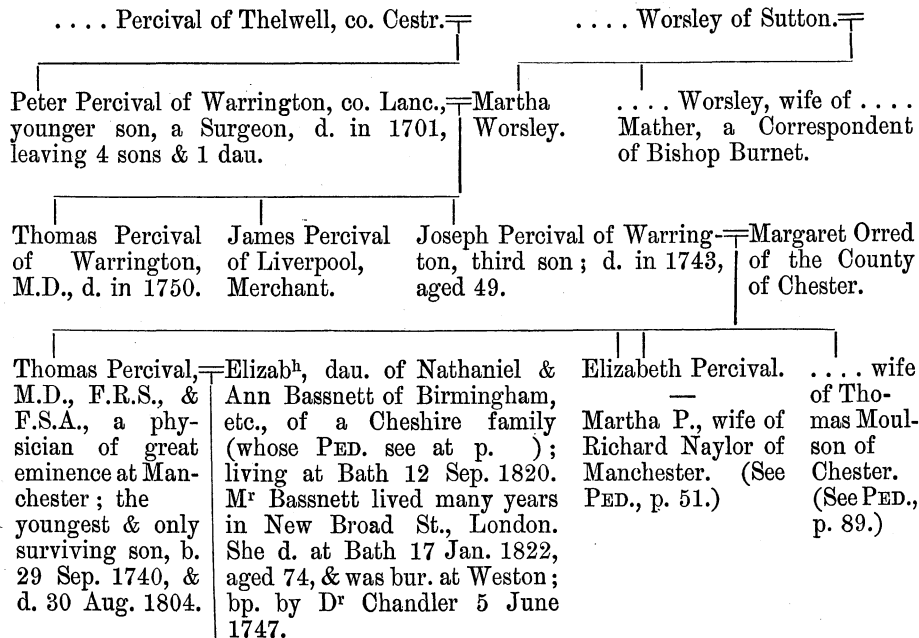 . . . . Percival of Thelwell, co. Cestr.
. . . . Worsley of Sutton.
Peter Percival of Warrington, co. Lanc.,
younger son, a Surgeon, d. in 1701,
leaving 4 sons & 1 dau.
Martha
Worsley.
. . . . Worsley, wife of . . . .
Mather, a Correspondent
of Bishop Burnet.
Thomas Percival
of Warrington,
M.D., d. in 1750.
James Percival
of Liverpool,
Merchant.
Joseph Percival of Warring-
ton, third son; d. in 1743,
aged 49.
Margaret Orred
of the County
of Chester.
Thomas Percival,
M.D., F.R.S., &
F.S.A., a phy-
sician of great
eminence at Man-
chester; the
youngest & only
surviving son, b.
29 Sep. 1740, &
d. 30 Aug. 1804.
Elizabʰ, dau. of Nathaniel &
Ann Bassnett of Birmingham,
etc., of a Cheshire family
(whose PED. see at p. );
living at Bath 12 Sep. 1820.
Mʳ Bassnett lived many years
in New Broad St., London.
She d. at Bath 17 Jan. 1822,
aged 74, & was bur. at Weston;
bp. by Dʳ Chandler 5 June
1747.
Elizabeth Percival.
—
Martha P., wife of
Richard Naylor of
Manchester. (See
PED., p. 51.)
. . . . wife
of Tho-
mas Moul-
son of
Chester.
(See PED.,
p. 89.)